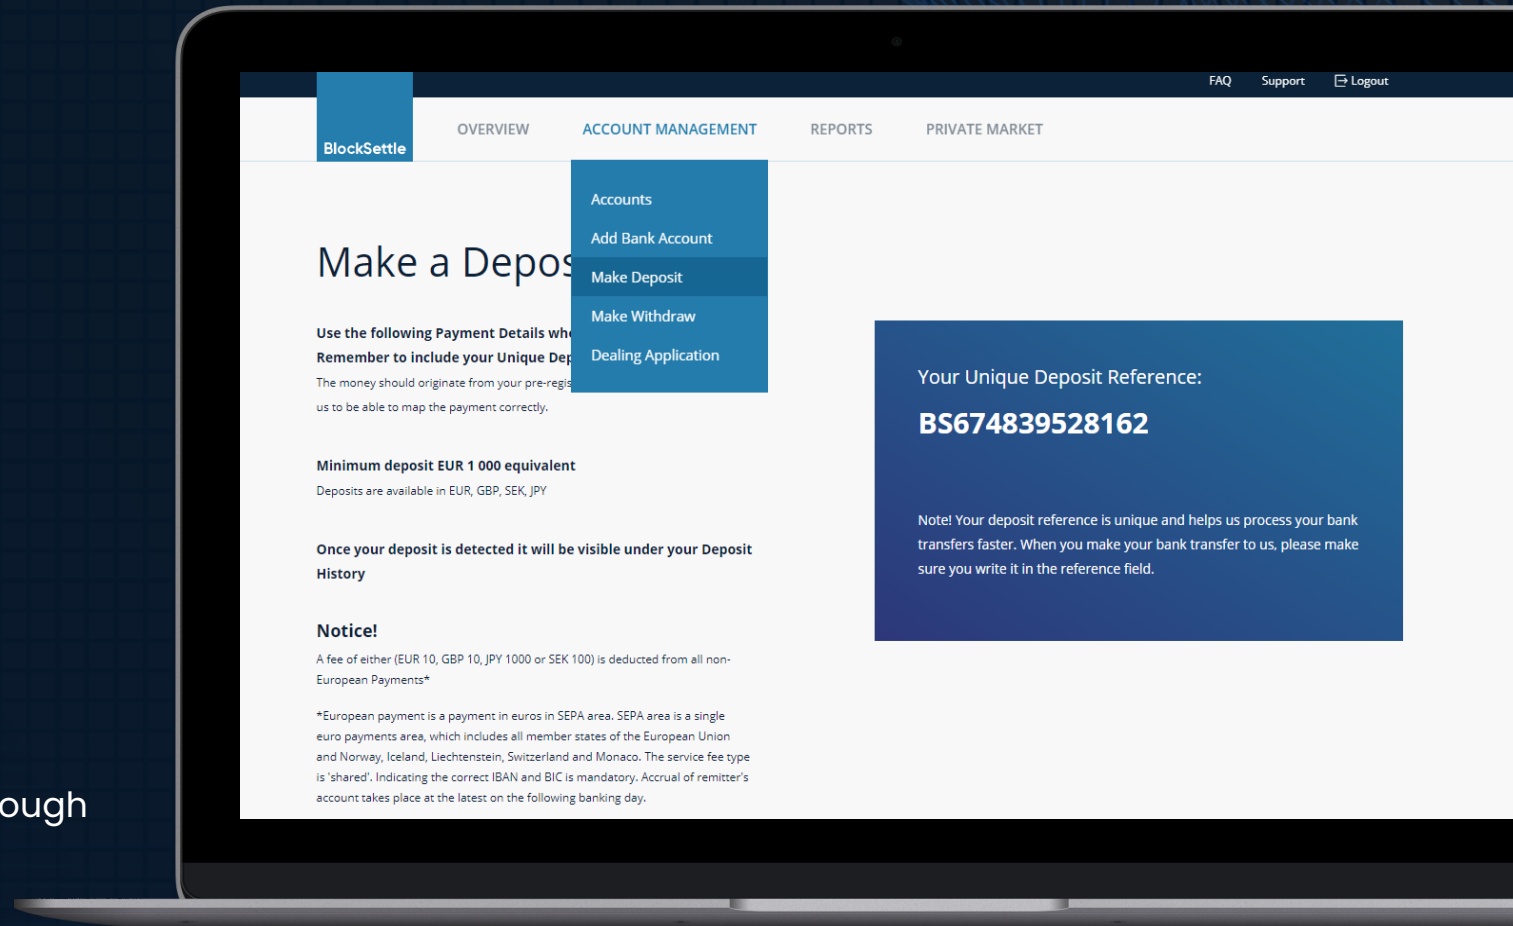 FAQ Support Logout
BlockSettle
OVERVIEW ACCOUNT MANAGEMENT REPORTS PRIVATE MARKET
Accounts
Add Bank Account
Make Deposit
Make Withdraw
Dealing Application
Make a
Use the following Payment Details
Remember to include your Unique
The money should originate from your
us to be able to map the payment correctly.
Minimum deposit EUR 1 000 equivalent
Deposits are available in EUR, GBP, SEK, JPY
Once your deposit is detected it will be visible under your Deposit
History
Notice!
A fee of either (EUR 10, GBP 10, JPY 1000 or SEK 100) is deducted from all non-
European Payments*
*European payment is a payment in euros in SEPA area. SEPA area is a single
euro payments area, which includes all member states of the European Union
and Norway, Iceland, Liechtenstein, Switzerland and Monaco. The service fee type
is 'shared'. Indicating the correct IBAN and BIC is mandatory. Accrual of remitter's
account takes place at the latest on the following banking day.
Your Unique Deposit Reference:
BS674839528162
Note! Your deposit reference is unique and helps us process your bank
transfers faster. When you make your bank transfer to us, please make
sure you write it in the reference field.